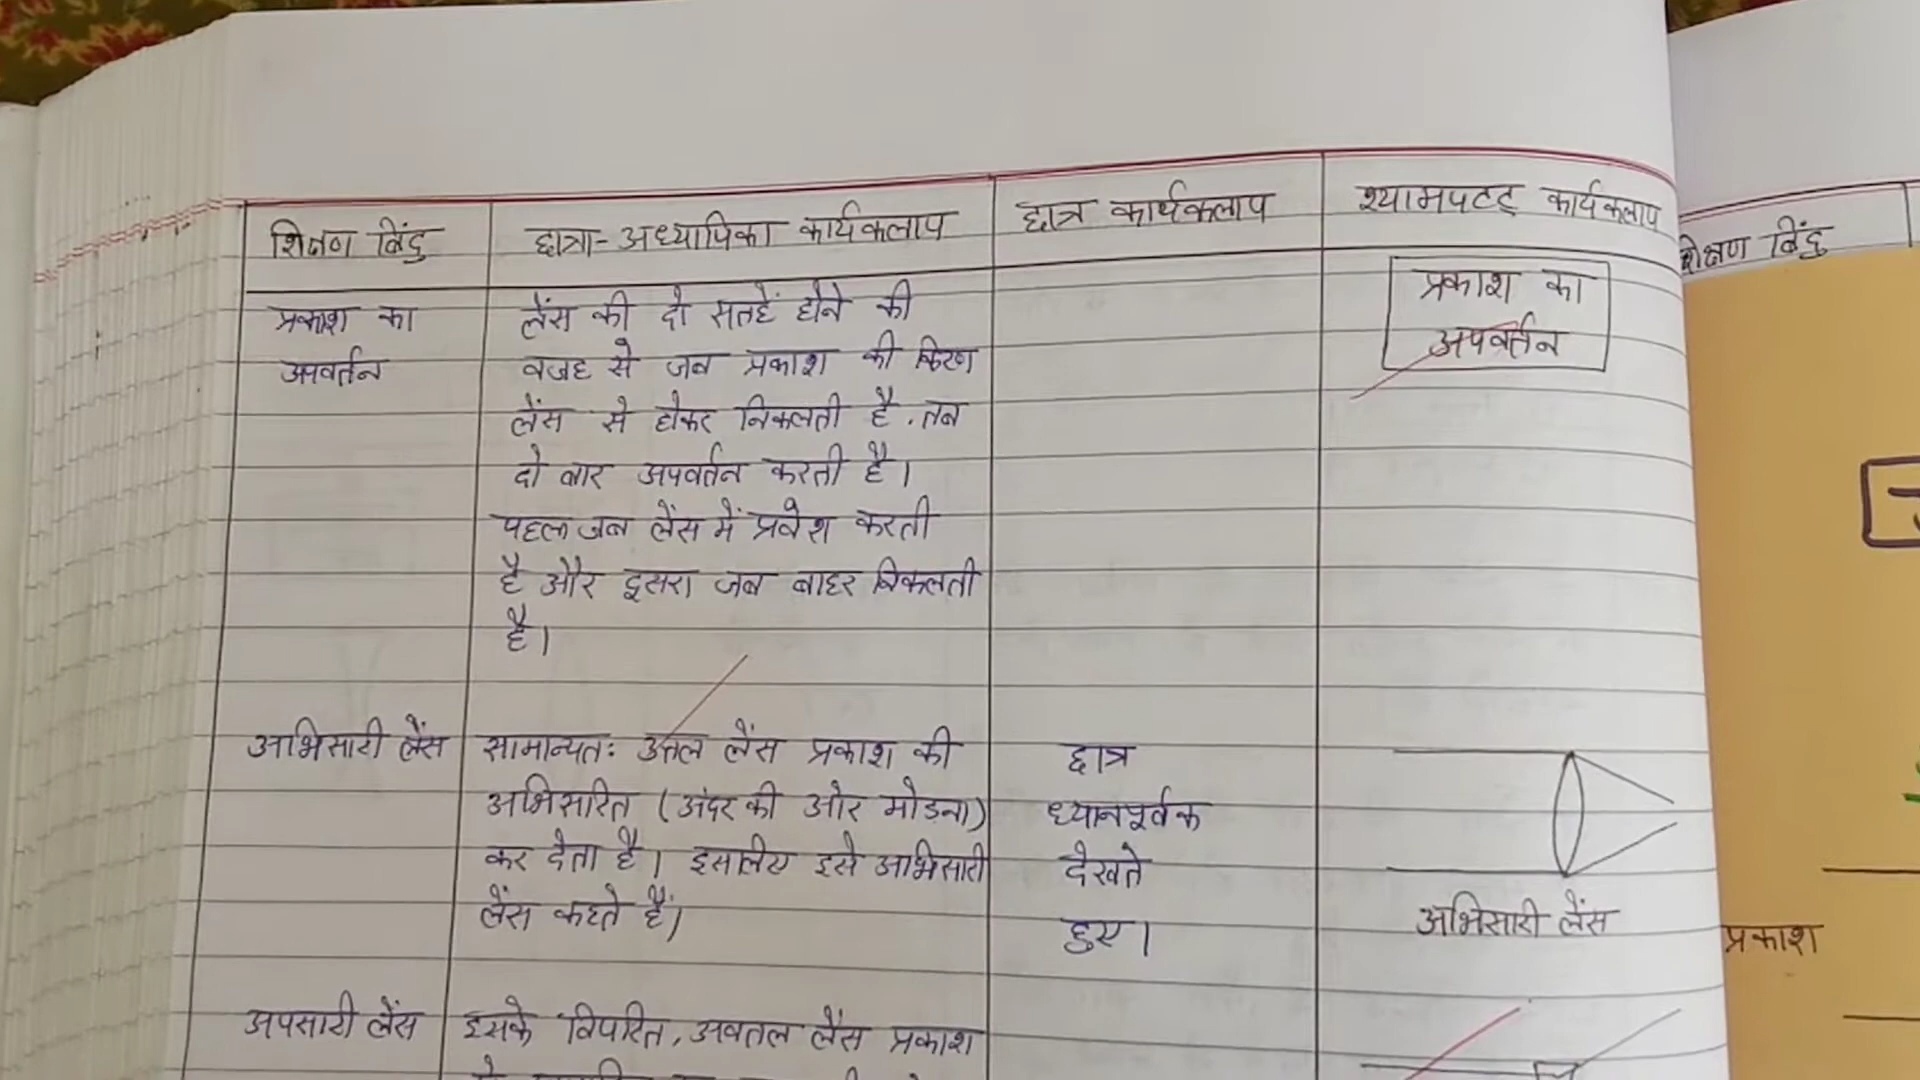 शिक्षण बिंदु
छात्रा-अध्यापिका कार्यकलाप
छात्र कार्यकलाप
श्यामपटट् कार्यकलाप
प्रकाश का
अपवर्तन
लेंस की दो सतहें होने की
वजह से जब प्रकाश की किरण
लेंस से होकर निकलती है. तब
दो बार अपवर्तन करती है।
पहला जब लेंस में प्रवेश करती
है और दूसरा जब बाहर निकलती
है।
प्रकाश का
अपवर्तन
अभिसारी लेंस
सामान्यतः उत्तल लेंस प्रकाश की
अभिसरित (अंदर की ओर मोडना)
कर देता है। इसलिए इसे अभिसारी
लेंस कहते हैं।
छात्र
ध्यानपूर्वक
देखते
हुए।
अभिसारी लेंस
अपसारी लेंस
इसके विपरित, अवतल लेंस प्रकाश
शिक्षण बिंदु
प्रकाश